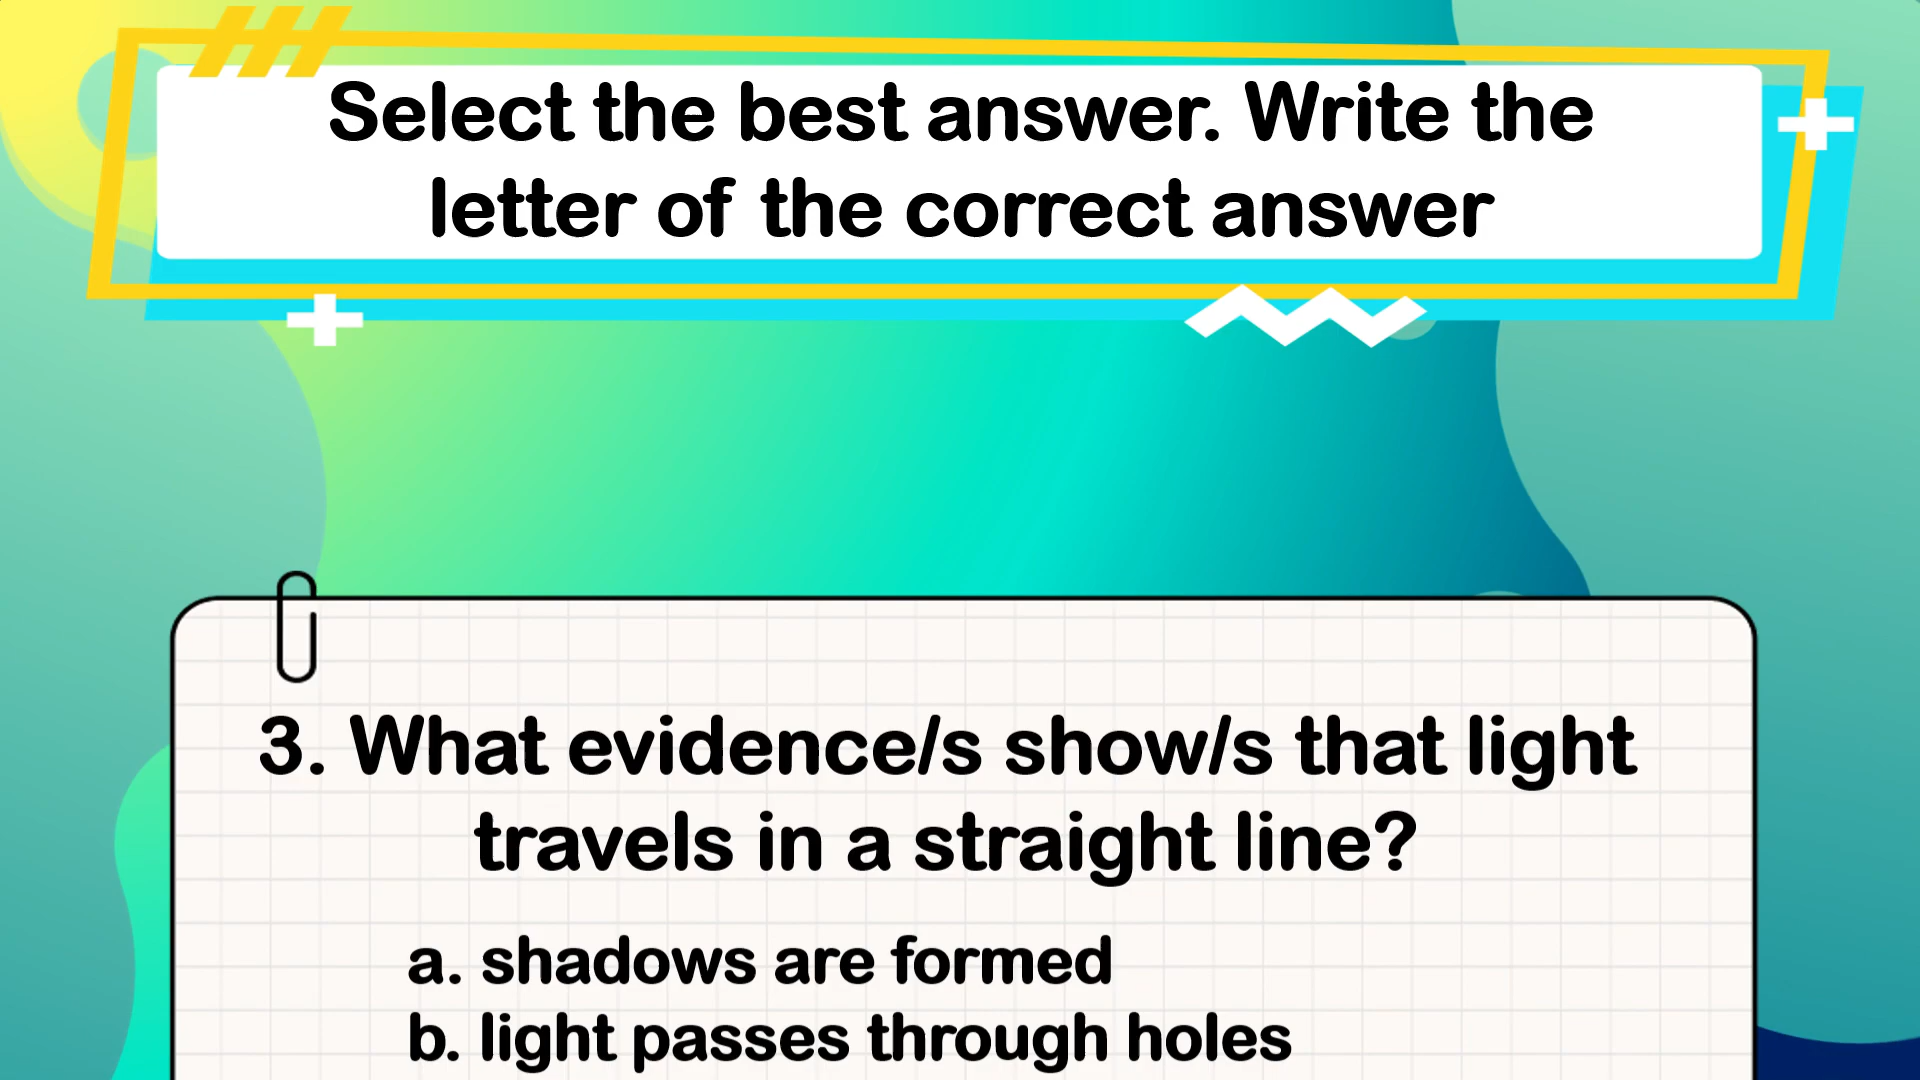 Select the best answer. Write the
letter of the correct answer
3. What evidence/s show/s that light
travels in a straight line?
a. shadows are formed
b. light passes through holes